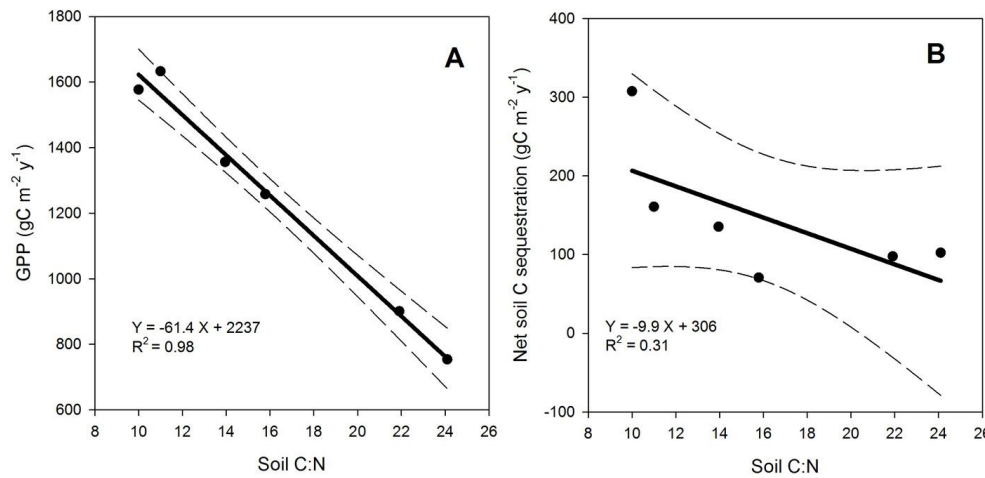 A
1800
1600
1400
1200
1000
800
600
GPP (gC m⁻² y⁻¹)
Y = -61.4 X + 2237
R² = 0.98
8 10 12 14 16 18 20 22 24 26
Soil C:N
B
400
300
200
100
0
-100
Net soil C sequestration (gC m⁻² y⁻¹)
Y = -9.9 X + 306
R² = 0.31
8 10 12 14 16 18 20 22 24 26
Soil C:N